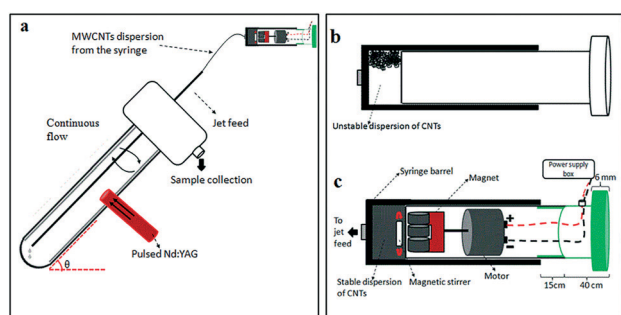 a
MWCNTs dispersion
from the syringe
Jet feed
Continuous
flow
Sample collection
Pulsed Nd:YAG
θ
b
Unstable dispersion of CNTs
c
Syringe barrel
Magnet
Power supply
box
6 mm
To
jet
feed
+
−
Stable dispersion
of CNTs
Magnetic stirrer
Motor
15cm
40 cm